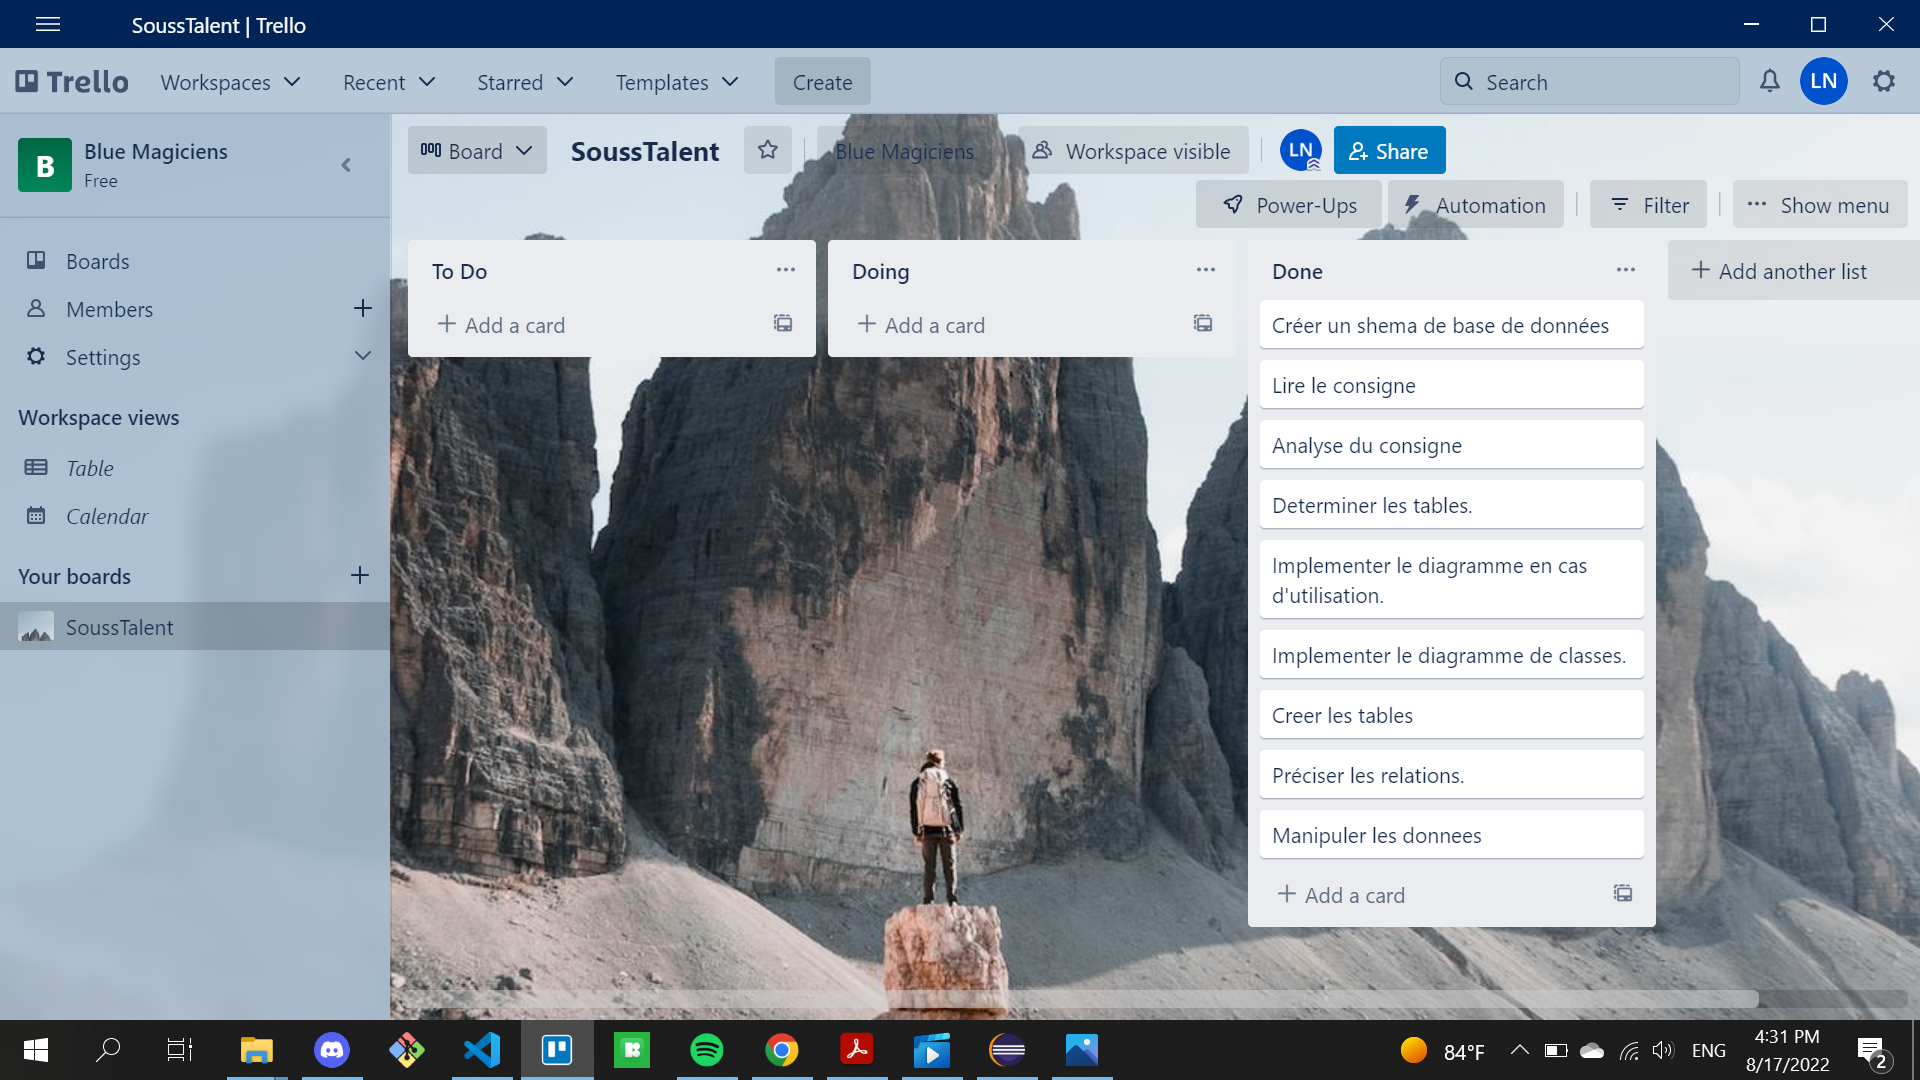 SoussTalent | Trello
Trello
Workspaces
Recent
Starred
Templates
Create
Search
LN
B
Blue Magiciens
Free
Board
SoussTalent
Blue Magiciens
Workspace visible
LN
Share
Power-Ups
Automation
Filter
Show menu
Boards
Members
Settings
Workspace views
Table
Calendar
Your boards
SoussTalent
To Do
Add a card
Doing
Add a card
Done
Créer un shema de base de données
Lire le consigne
Analyse du consigne
Determiner les tables.
Implementer le diagramme en cas
d'utilisation.
Implementer le diagramme de classes.
Creer les tables
Préciser les relations.
Manipuler les donnees
Add a card
Add another list
84°F
ENG
4:31 PM
8/17/2022
2